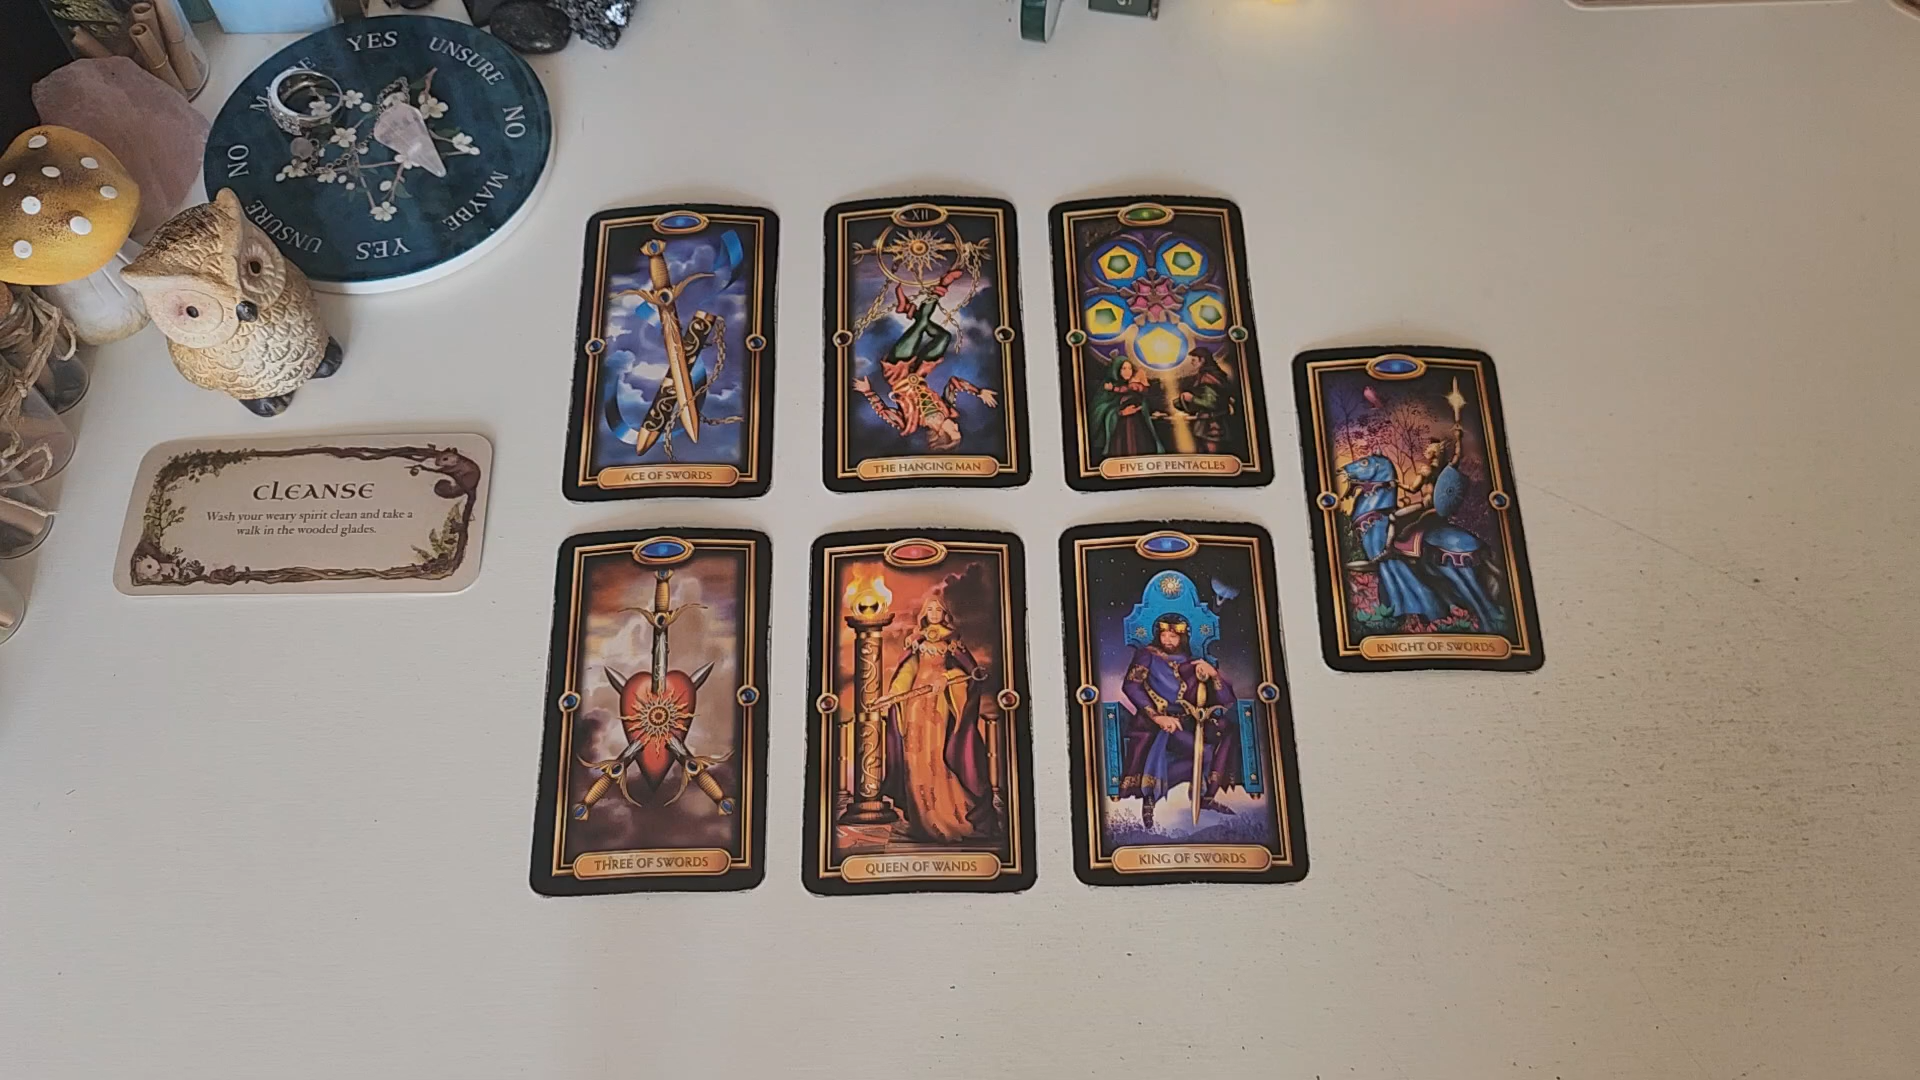 YES
UNSURE
NO
MAYBE
YES
UNSURE
NO
CLEANSE
Wash your weary spirit clean and take a
walk in the wooded glades.
ACE OF SWORDS
XII
THE HANGING MAN
FIVE OF PENTACLES
KNIGHT OF SWORDS
THREE OF SWORDS
QUEEN OF WANDS
KING OF SWORDS